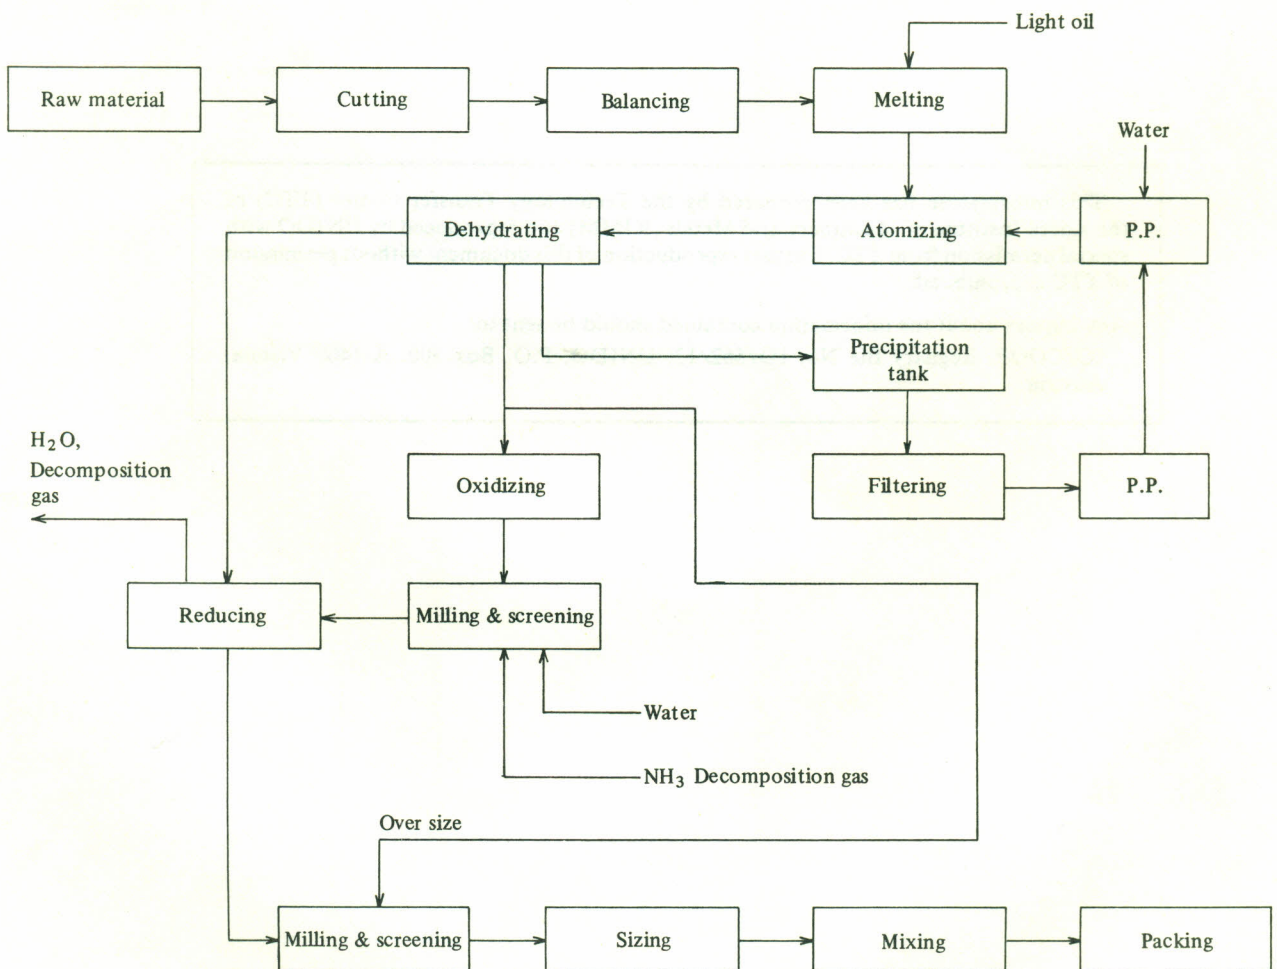 Light oil
Raw material
Cutting
Balancing
Melting
Water
Dehydrating
Atomizing
P.P.
Precipitation
tank
H₂O,
Decomposition
gas
Oxidizing
Filtering
P.P.
Reducing
Milling & screening
Water
NH₃ Decomposition gas
Over size
Milling & screening
Sizing
Mixing
Packing